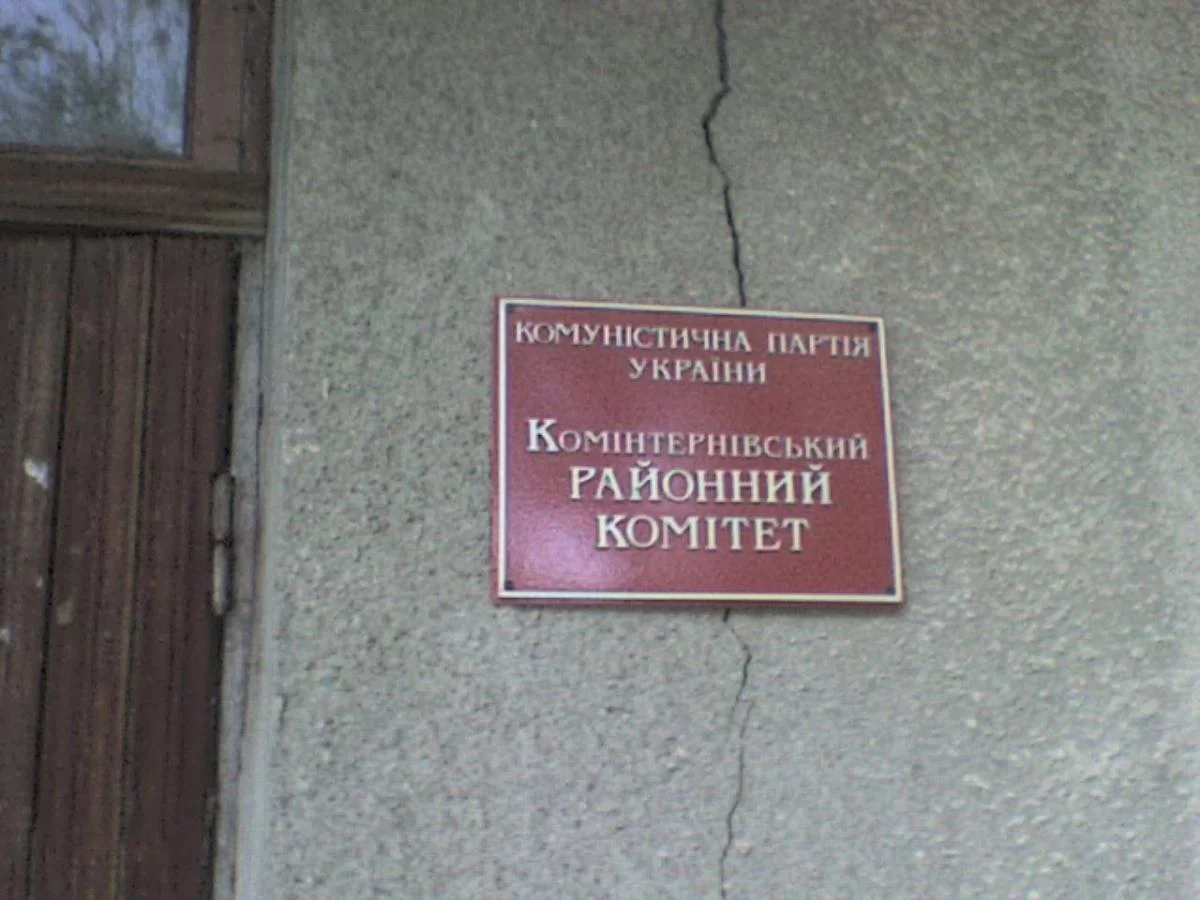 КОМУНІСТИЧНА ПАРТІЯ
УКРАЇНИ
КОМІНТЕРНІВСЬКИЙ
РАЙОННИЙ
КОМІТЕТ